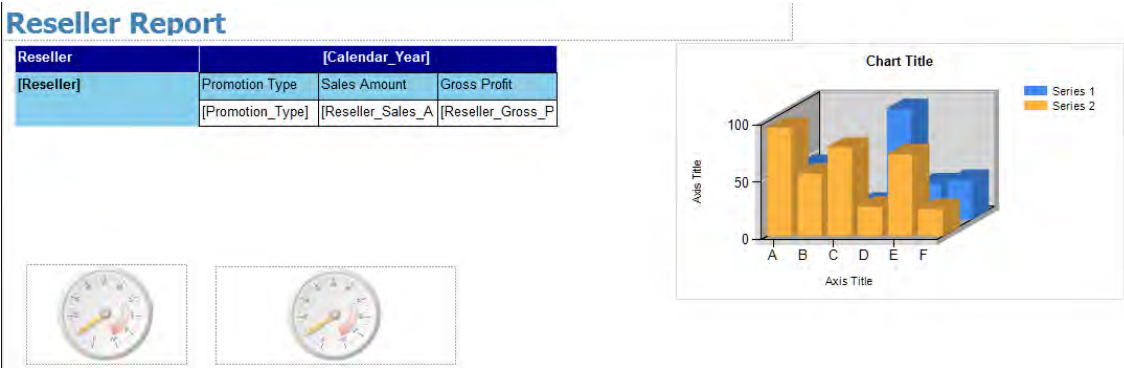 Reseller Report
Reseller [Calendar_Year]
[Reseller] Promotion Type Sales Amount Gross Profit
[Promotion_Type] [Reseller_Sales_A [Reseller_Gross_P
Chart Title
Series 1
Series 2
100
50
0
Axis Title
A B C D E F
Axis Title